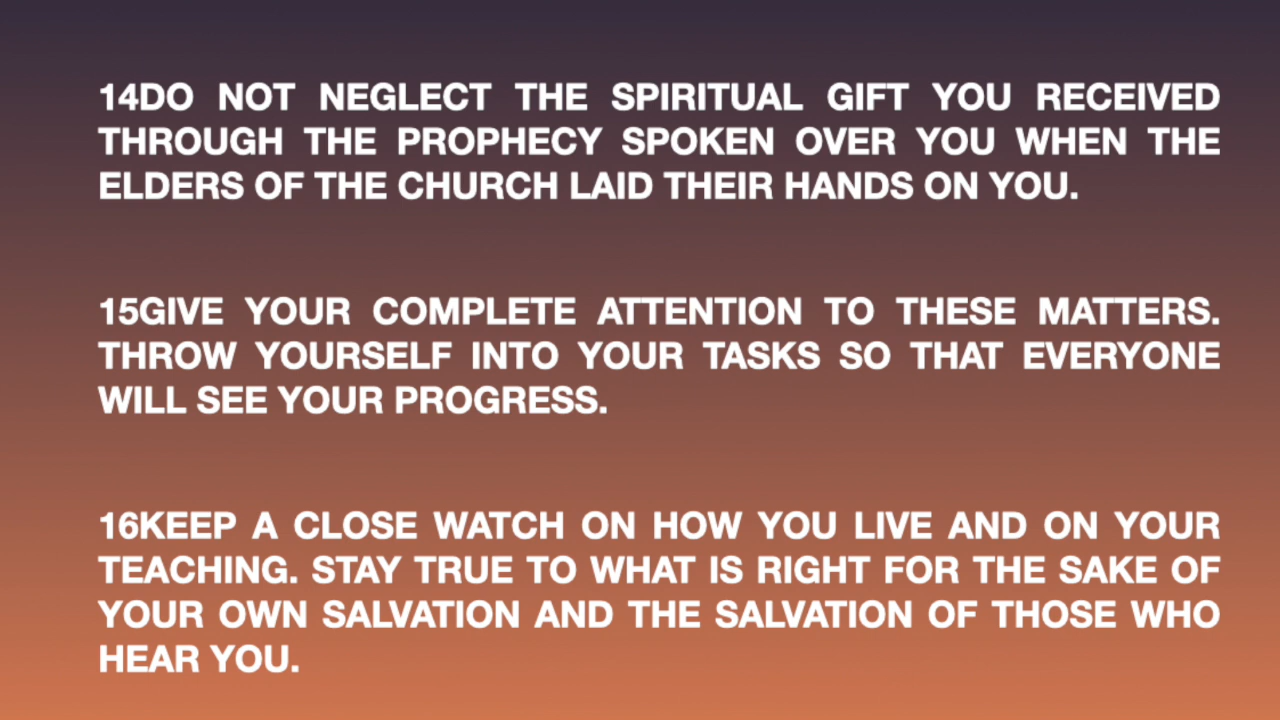 14DO NOT NEGLECT THE SPIRITUAL GIFT YOU RECEIVED
THROUGH THE PROPHECY SPOKEN OVER YOU WHEN THE
ELDERS OF THE CHURCH LAID THEIR HANDS ON YOU.
15GIVE YOUR COMPLETE ATTENTION TO THESE MATTERS.
THROW YOURSELF INTO YOUR TASKS SO THAT EVERYONE
WILL SEE YOUR PROGRESS.
16KEEP A CLOSE WATCH ON HOW YOU LIVE AND ON YOUR
TEACHING. STAY TRUE TO WHAT IS RIGHT FOR THE SAKE OF
YOUR OWN SALVATION AND THE SALVATION OF THOSE WHO
HEAR YOU.